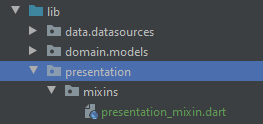 lib
data.datasources
domain.models
presentation
mixins
presentation_mixin.dart